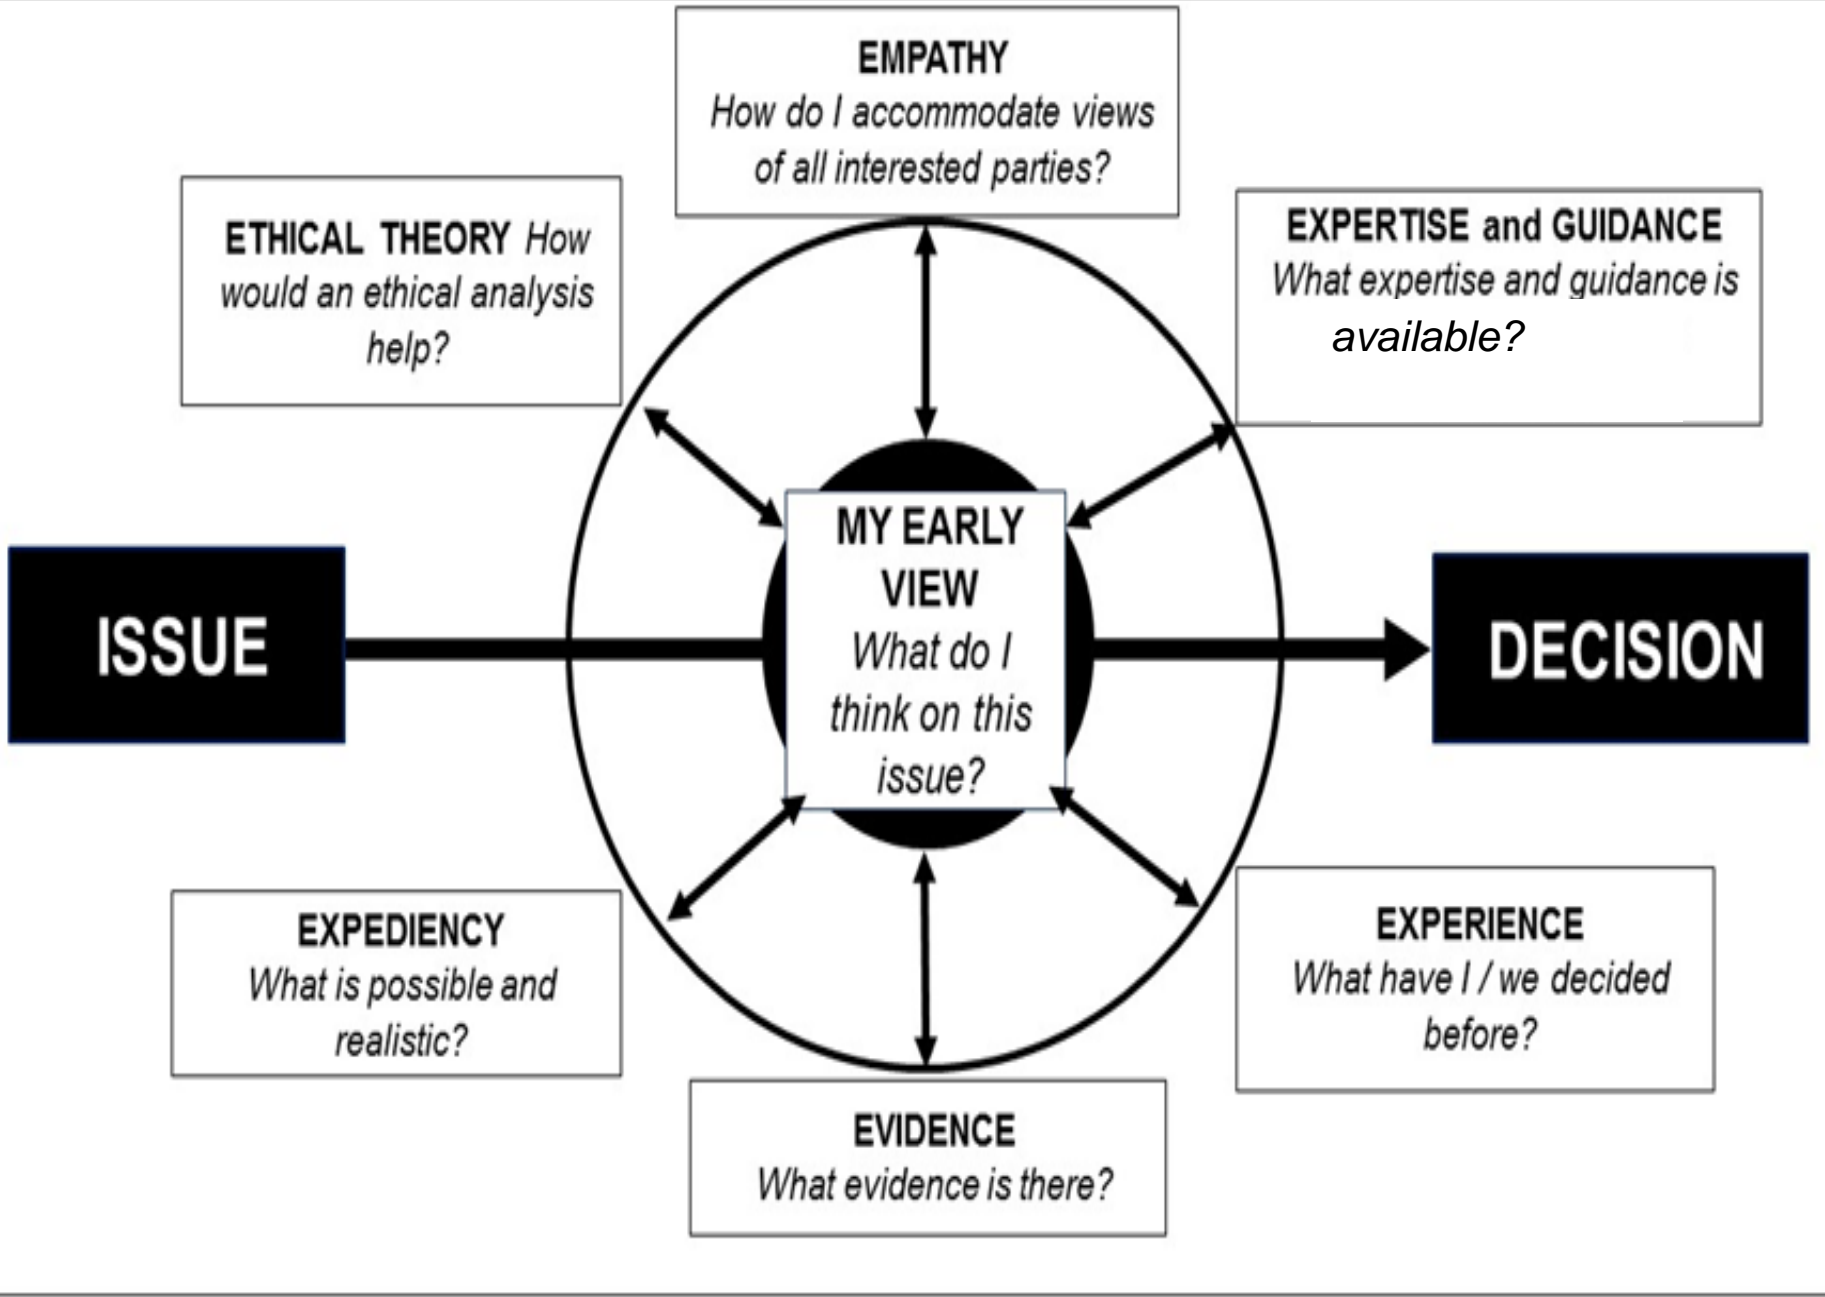 EMPATHY
How do I accommodate views
of all interested parties?
ETHICAL THEORY How
would an ethical analysis
help?
EXPERTISE and GUIDANCE
What expertise and guidance is
available?
ISSUE
MY EARLY
VIEW
What do I
think on this
issue?
DECISION
EXPEDIENCY
What is possible and
realistic?
EXPERIENCE
What have I / we decided
before?
EVIDENCE
What evidence is there?